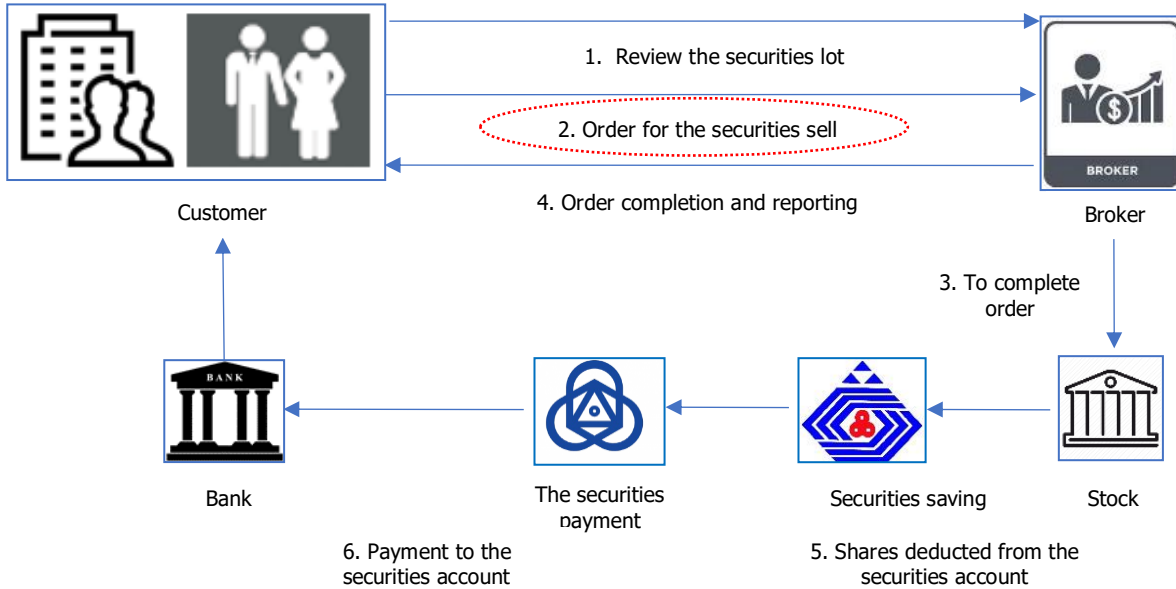 1. Review the securities lot
2. Order for the securities sell
BROKER
4. Order completion and reporting
Customer
Broker
3. To complete
order
BANK
Bank
The securities
payment
Securities saving
Stock
6. Payment to the
securities account
5. Shares deducted from the
securities account